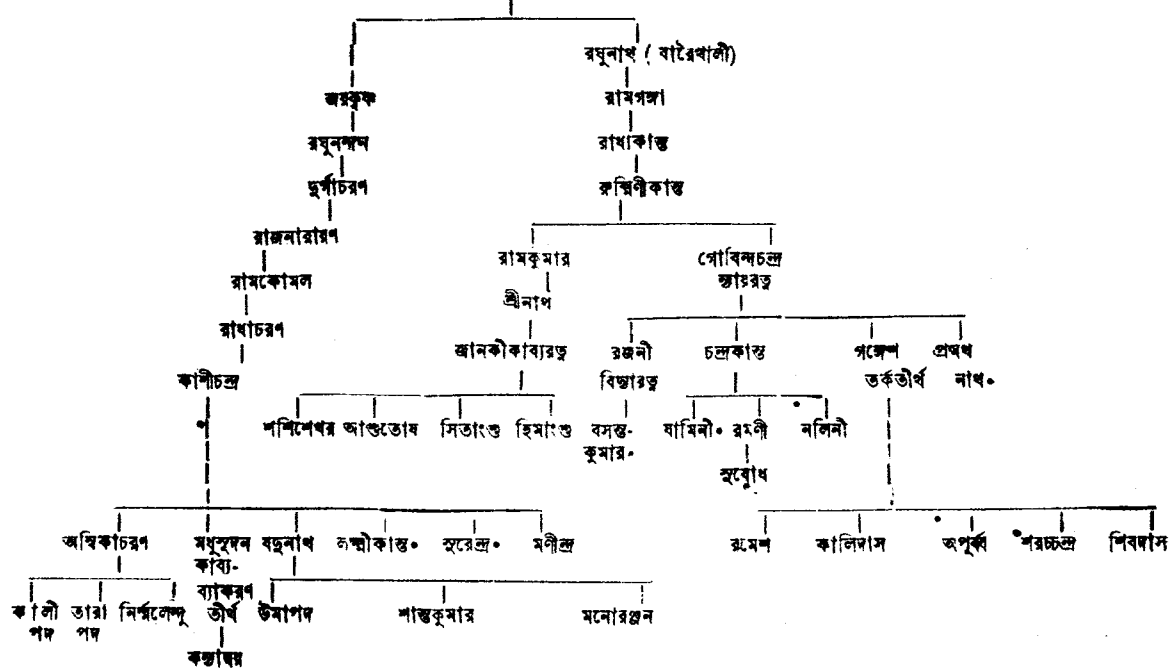 রঘুনাথ ( বারৈখালী)
জয়কৃষ্ণ রামগঙ্গা
রঘুনন্দন রাধাকান্ত
দুর্গাচরণ রুক্মিণীকান্ত
রাজনারায়ণ রামকুমার গোবিন্দচন্দ্র
রামকোমল ন্যায়রত্ন
শ্রীনাথ
রাধাচরণ
জানকীকাব্যরত্ন রজনী চন্দ্রকান্ত গঙ্গেশ প্রমথ
কাশীচন্দ্র বিদ্যারত্ন তর্কতীর্থ নাথ॰
শশিশেখর আশুতোষ সিতাংশু হিমাংশু বসন্ত- যামিনী॰ রমণী নলিনী
কুমার॰
সুবোধ
অম্বিকাচরণ মধুসূদন যদুনাথ লক্ষ্মীকান্ত॰ সুরেন্দ্র॰ মণীন্দ্র রমেশ কালিদাস অপূর্ব্ব শরচ্চন্দ্র শিবদাস
কাব্য-
ব্যাকরণ
কালী তারা নির্ম্মলেন্দু তীর্থ উমাপদ শান্তকুমার মনোরঞ্জন
পদ পদ
কন্যাদ্বয়